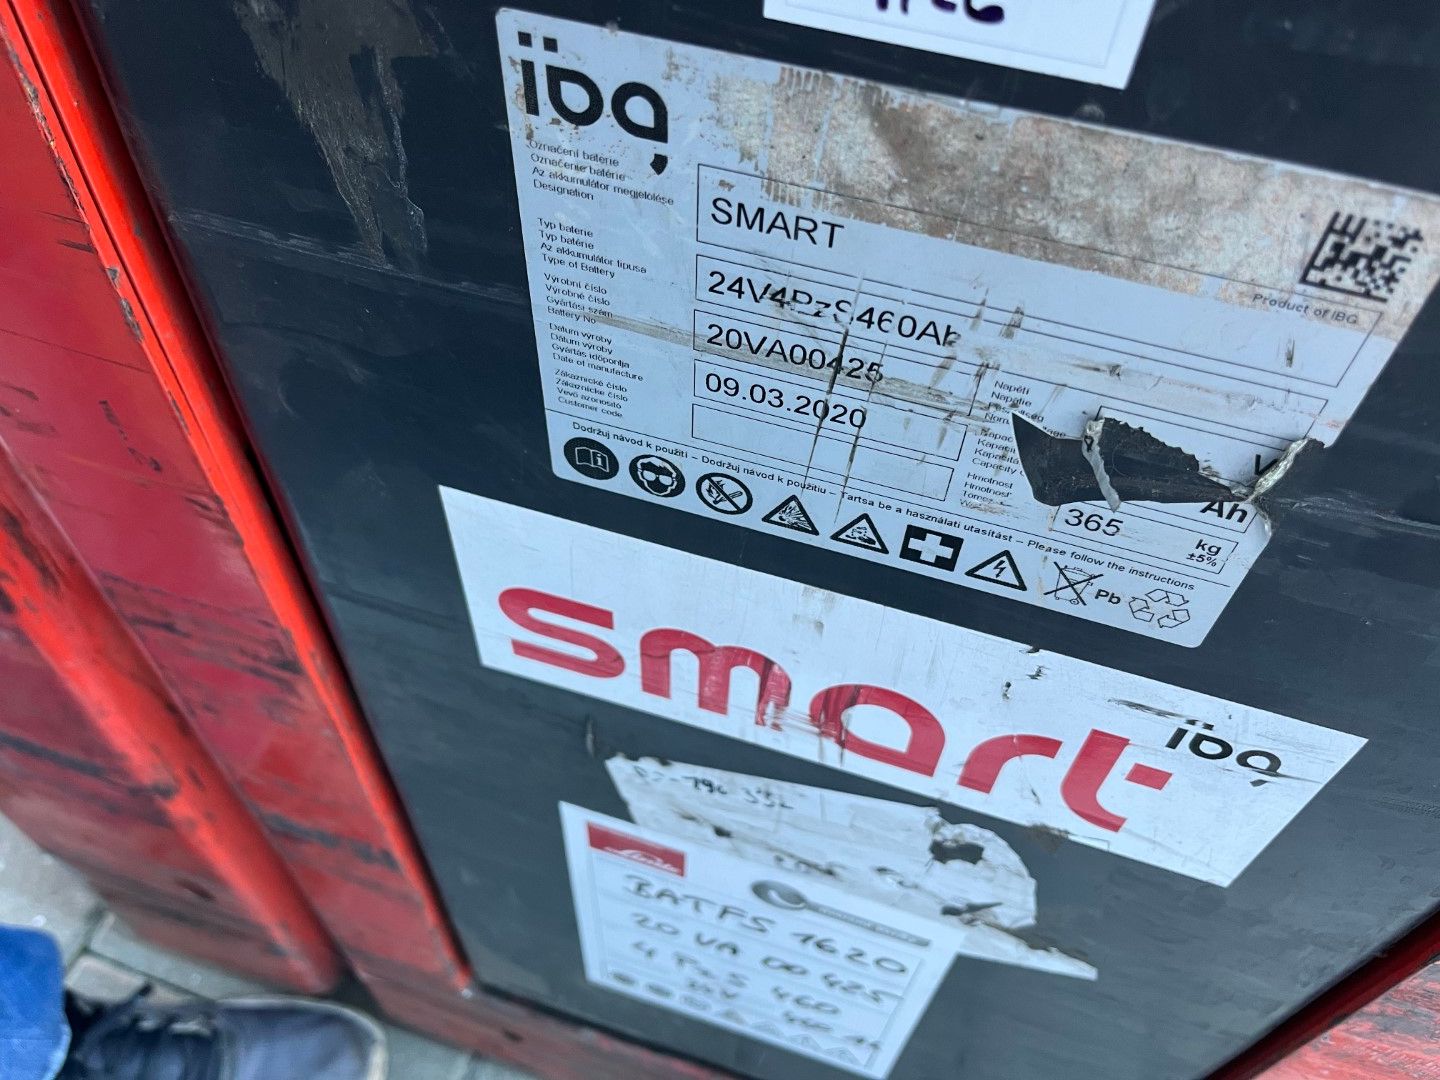 ibg
Označení baterie
Označenie batérie
Az akkumulátor megjelölése
Designation
SMART
Product of IBG
Typ baterie
Typ batérie
Az akkumulátor típusa
Type of Battery
24V4PzS460Ah
Výrobní číslo
Výrobné číslo
Gyártási szám
Battery No
20VA00425
Datum výroby
Dátum výroby
Gyártás időpontja
Date of manufacture
09.03.2020
Zákaznické číslo
Zákaznícke číslo
Vevő azonosító
Customer code
Napětí
Napätie
V
Capacity
Ah
Hmotnost
Hmotnosť
365
kg
±5%
Dodržuj návod k použití – Dodržuj návod k použitiu – Tartsa be a használati utasítást – Please follow the instructions
Pb
smart
ibg
Linde
BATFS 1620
20 VA 00425
4 PzS 460
24V